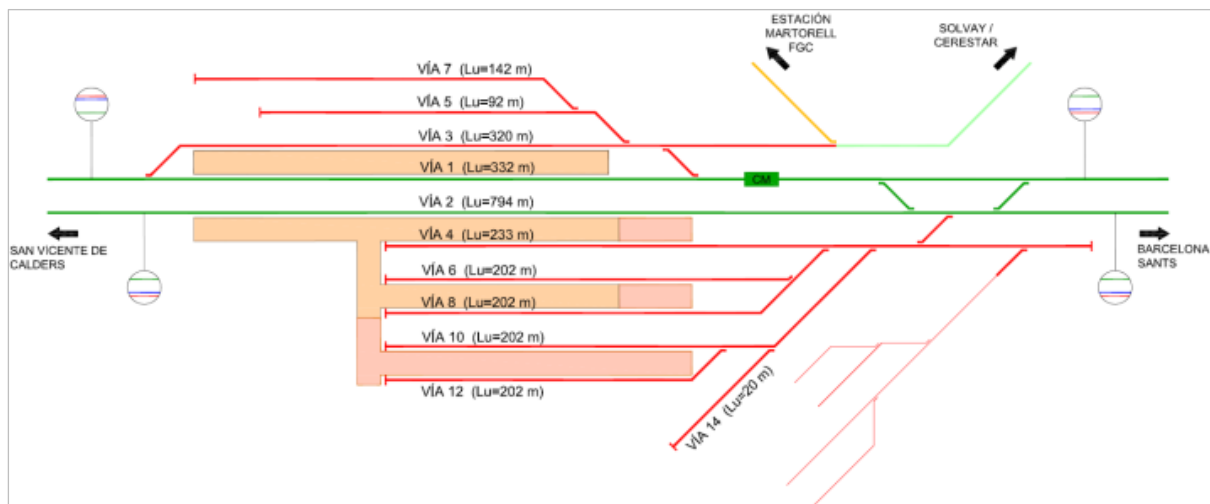 ESTACIÓN
MARTORELL
FGC
SOLVAY /
CERESTAR
VÍA 7 (Lu=142 m)
VÍA 5 (Lu=92 m)
VÍA 3 (Lu=320 m)
VÍA 1 (Lu=332 m)
CM
VÍA 2 (Lu=794 m)
SAN VICENTE DE
CALDERS
VÍA 4 (Lu=233 m)
BARCELONA
SANTS
VÍA 6 (Lu=202 m)
VÍA 8 (Lu=202 m)
VÍA 10 (Lu=202 m)
VÍA 12 (Lu=202 m)
VÍA 14 (Lu=20 m)